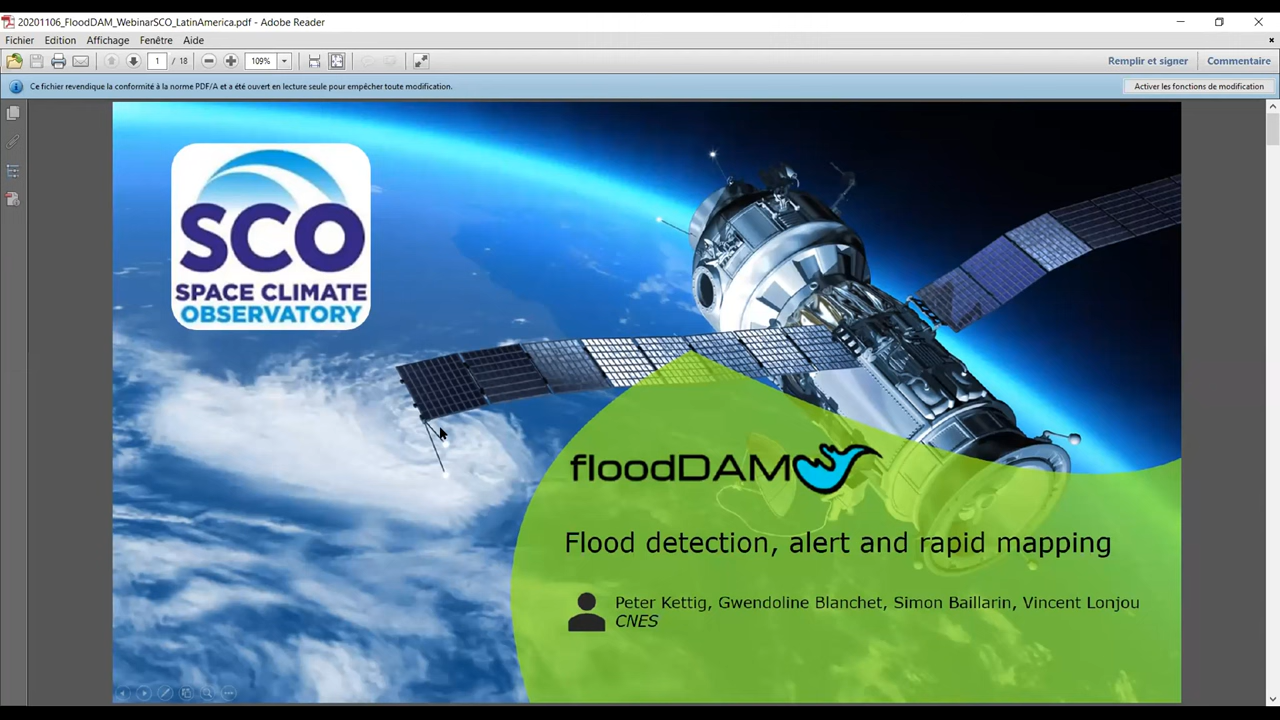 20201106_FloodDAM_WebinarSCO_LatinAmerica.pdf - Adobe Reader
Fichier Edition Affichage Fenêtre Aide
1 / 18 109% Remplir et signer Commentaire
Ce fichier revendique la conformité à la norme PDF/A et a été ouvert en lecture seule pour empêcher toute modification. Activer les fonctions de modification
SCO
SPACE CLIMATE
OBSERVATORY
floodDAM
Flood detection, alert and rapid mapping
Peter Kettig, Gwendoline Blanchet, Simon Baillarin, Vincent Lonjou
CNES